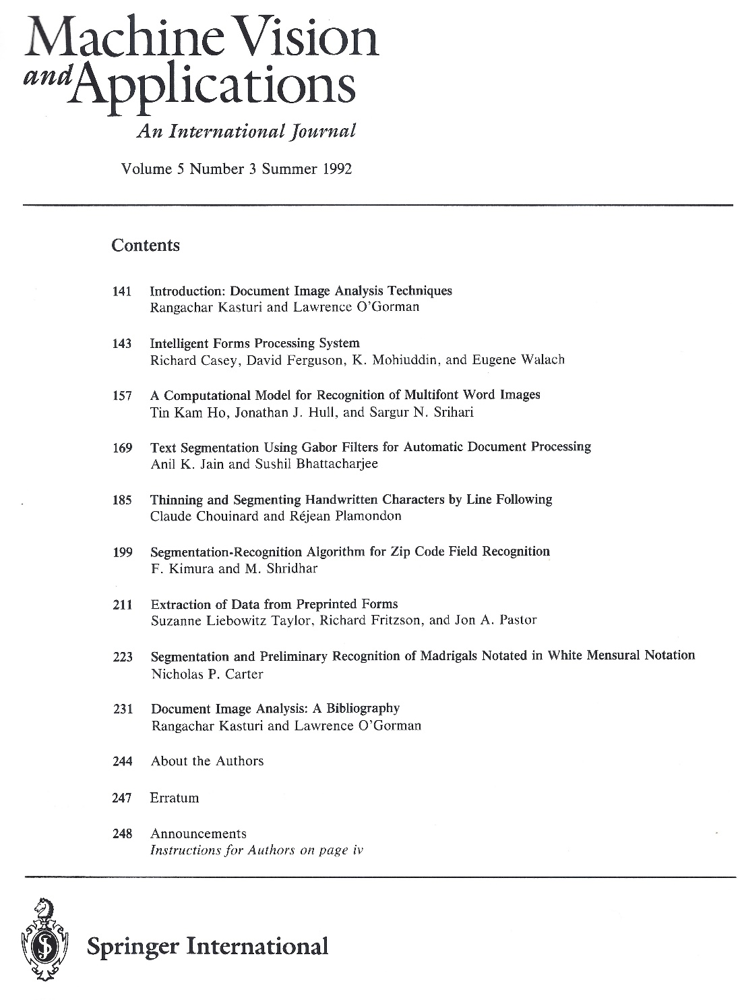 Machine Vision
and Applications
An International Journal
Volume 5 Number 3 Summer 1992
Contents
141 Introduction: Document Image Analysis Techniques
Rangachar Kasturi and Lawrence O'Gorman
143 Intelligent Forms Processing System
Richard Casey, David Ferguson, K. Mohiuddin, and Eugene Walach
157 A Computational Model for Recognition of Multifont Word Images
Tin Kam Ho, Jonathan J. Hull, and Sargur N. Srihari
169 Text Segmentation Using Gabor Filters for Automatic Document Processing
Anil K. Jain and Sushil Bhattacharjee
185 Thinning and Segmenting Handwritten Characters by Line Following
Claude Chouinard and Réjean Plamondon
199 Segmentation-Recognition Algorithm for Zip Code Field Recognition
F. Kimura and M. Shridhar
211 Extraction of Data from Preprinted Forms
Suzanne Liebowitz Taylor, Richard Fritzson, and Jon A. Pastor
223 Segmentation and Preliminary Recognition of Madrigals Notated in White Mensural Notation
Nicholas P. Carter
231 Document Image Analysis: A Bibliography
Rangachar Kasturi and Lawrence O'Gorman
244 About the Authors
247 Erratum
248 Announcements
Instructions for Authors on page iv
Springer International